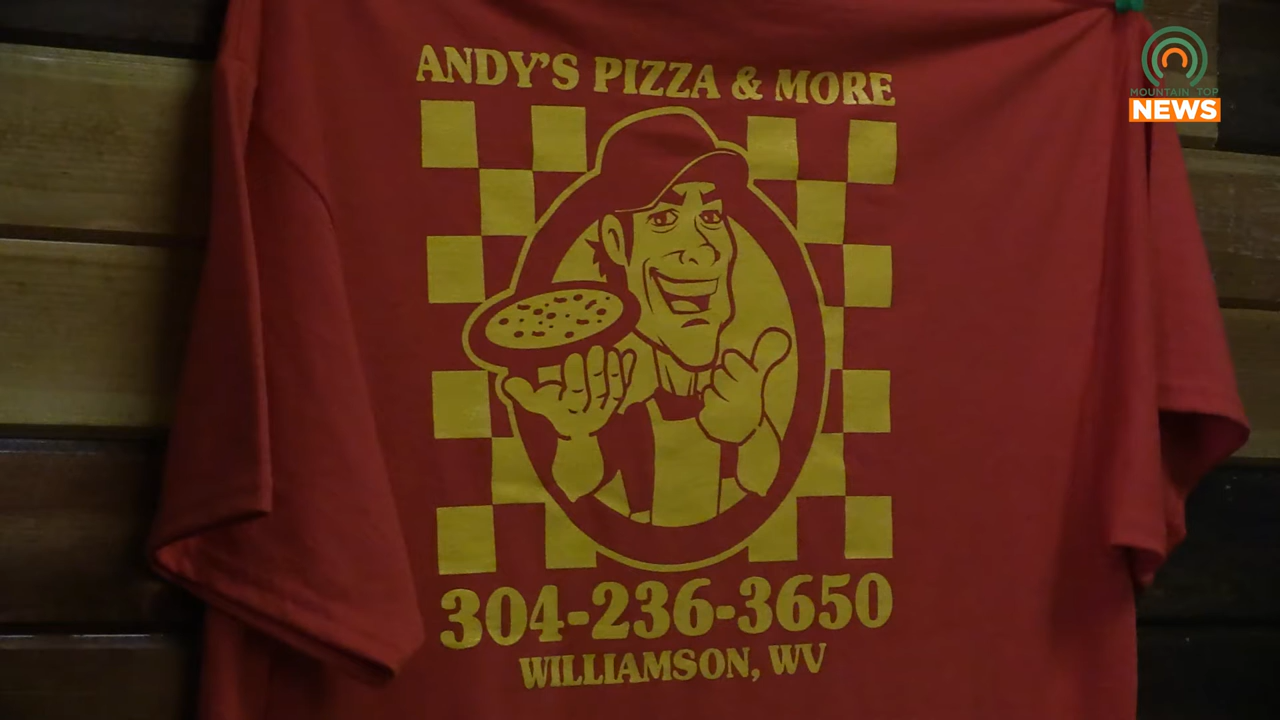 ANDY'S PIZZA & MORE
MOUNTAIN TOP
NEWS
304-236-3650
WILLIAMSON, WV